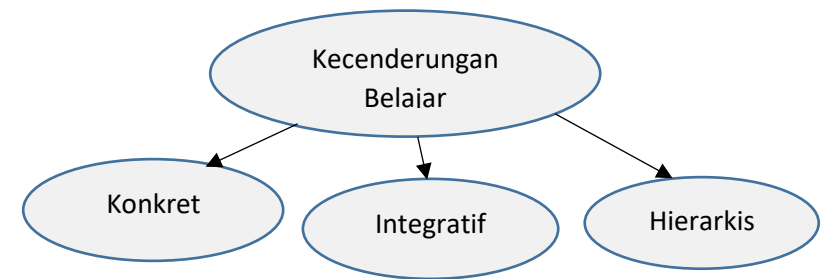 Kecenderungan
Belajar
Konkret
Integratif
Hierarkis